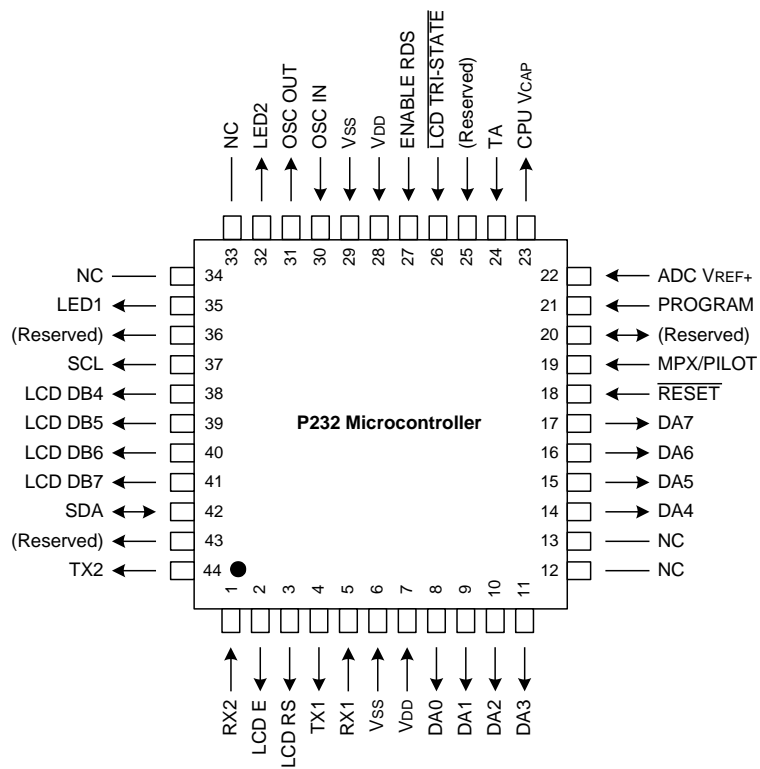 NC
LED2
OSC OUT
OSC IN
VSS
VDD
ENABLE RDS
LCD TRI-STATE
(Reserved)
TA
CPU VCAP
33
32
31
30
29
28
27
26
25
24
23
NC
34
LED1
35
(Reserved)
36
SCL
37
LCD DB4
38
LCD DB5
39
LCD DB6
40
LCD DB7
41
SDA
42
(Reserved)
43
TX2
44
P232 Microcontroller
22
ADC VREF+
21
PROGRAM
20
(Reserved)
19
MPX/PILOT
18
RESET
17
DA7
16
DA6
15
DA5
14
DA4
13
NC
12
NC
1
2
3
4
5
6
7
8
9
10
11
RX2
LCD E
LCD RS
TX1
RX1
VSS
VDD
DA0
DA1
DA2
DA3